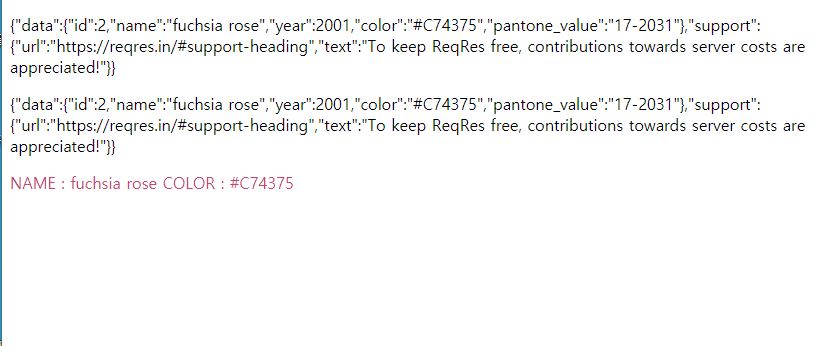 {"data":{"id":2,"name":"fuchsia rose","year":2001,"color":"#C74375","pantone_value":"17-2031"},"support":
{"url":"https://reqres.in/#support-heading","text":"To keep ReqRes free, contributions towards server costs are
appreciated!"}}
{"data":{"id":2,"name":"fuchsia rose","year":2001,"color":"#C74375","pantone_value":"17-2031"},"support":
{"url":"https://reqres.in/#support-heading","text":"To keep ReqRes free, contributions towards server costs are
appreciated!"}}
NAME : fuchsia rose COLOR : #C74375